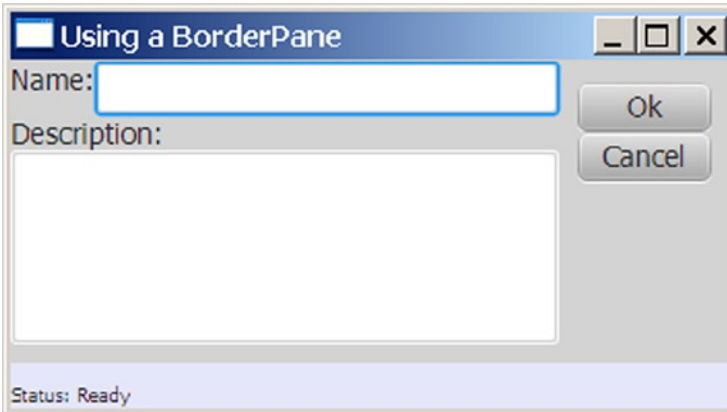 Using a BorderPane
Name:
Ok
Description:
Cancel
Status: Ready